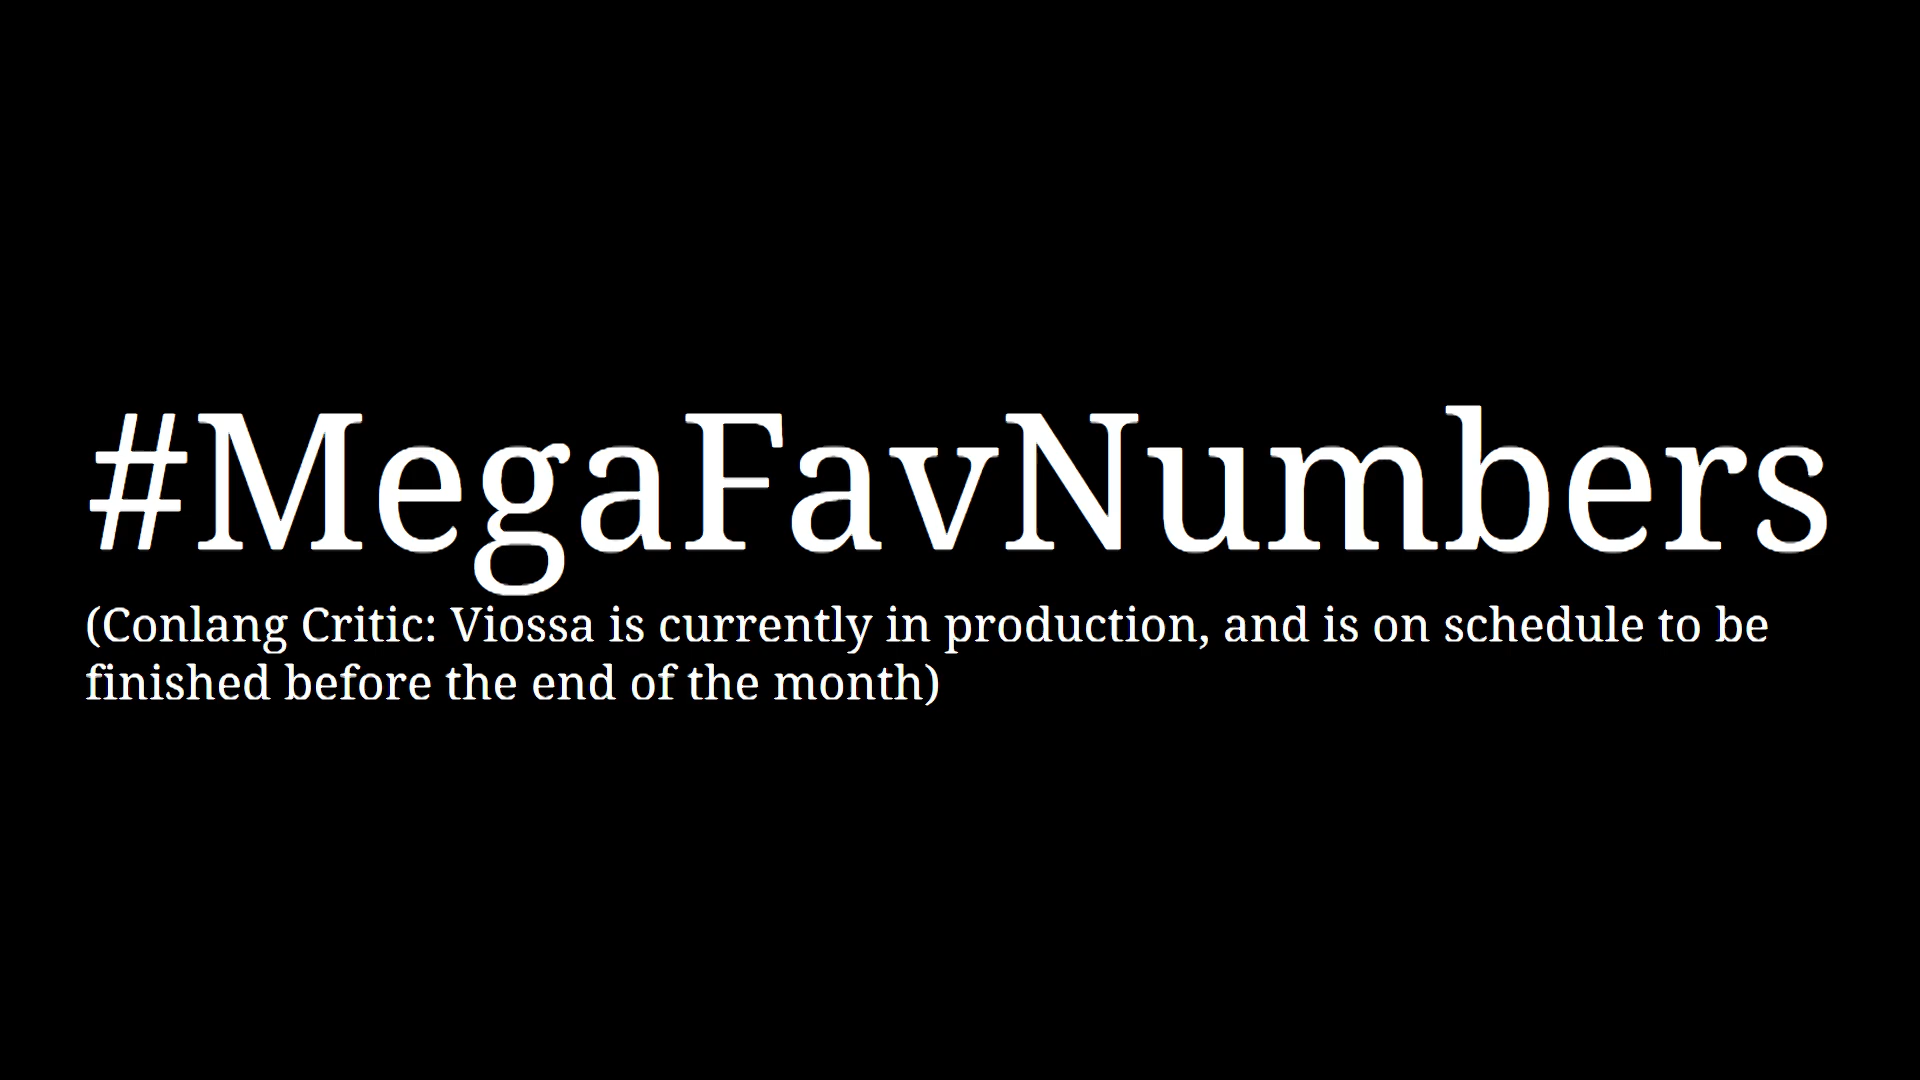 #MegaFavNumbers
(Conlang Critic: Viossa is currently in production, and is on schedule to be
finished before the end of the month)